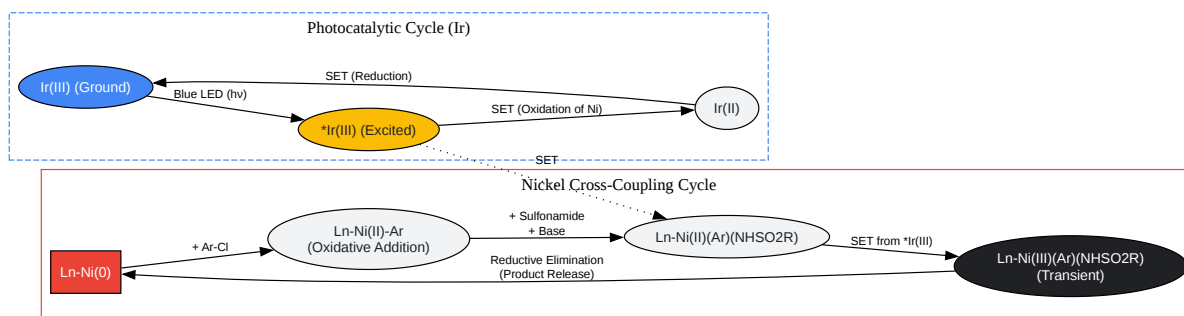 Photocatalytic Cycle (Ir)
SET (Reduction)
Ir(III) (Ground)
Blue LED (hν)
Ir(II)
SET (Oxidation of Ni)
*Ir(III) (Excited)
SET
Nickel Cross-Coupling Cycle
+ Sulfonamide
+ Base
Ln-Ni(II)-Ar
(Oxidative Addition)
Ln-Ni(II)(Ar)(NHSO2R)
+ Ar-Cl
SET from *Ir(III)
Reductive Elimination
(Product Release)
Ln-Ni(0)
Ln-Ni(III)(Ar)(NHSO2R)
(Transient)